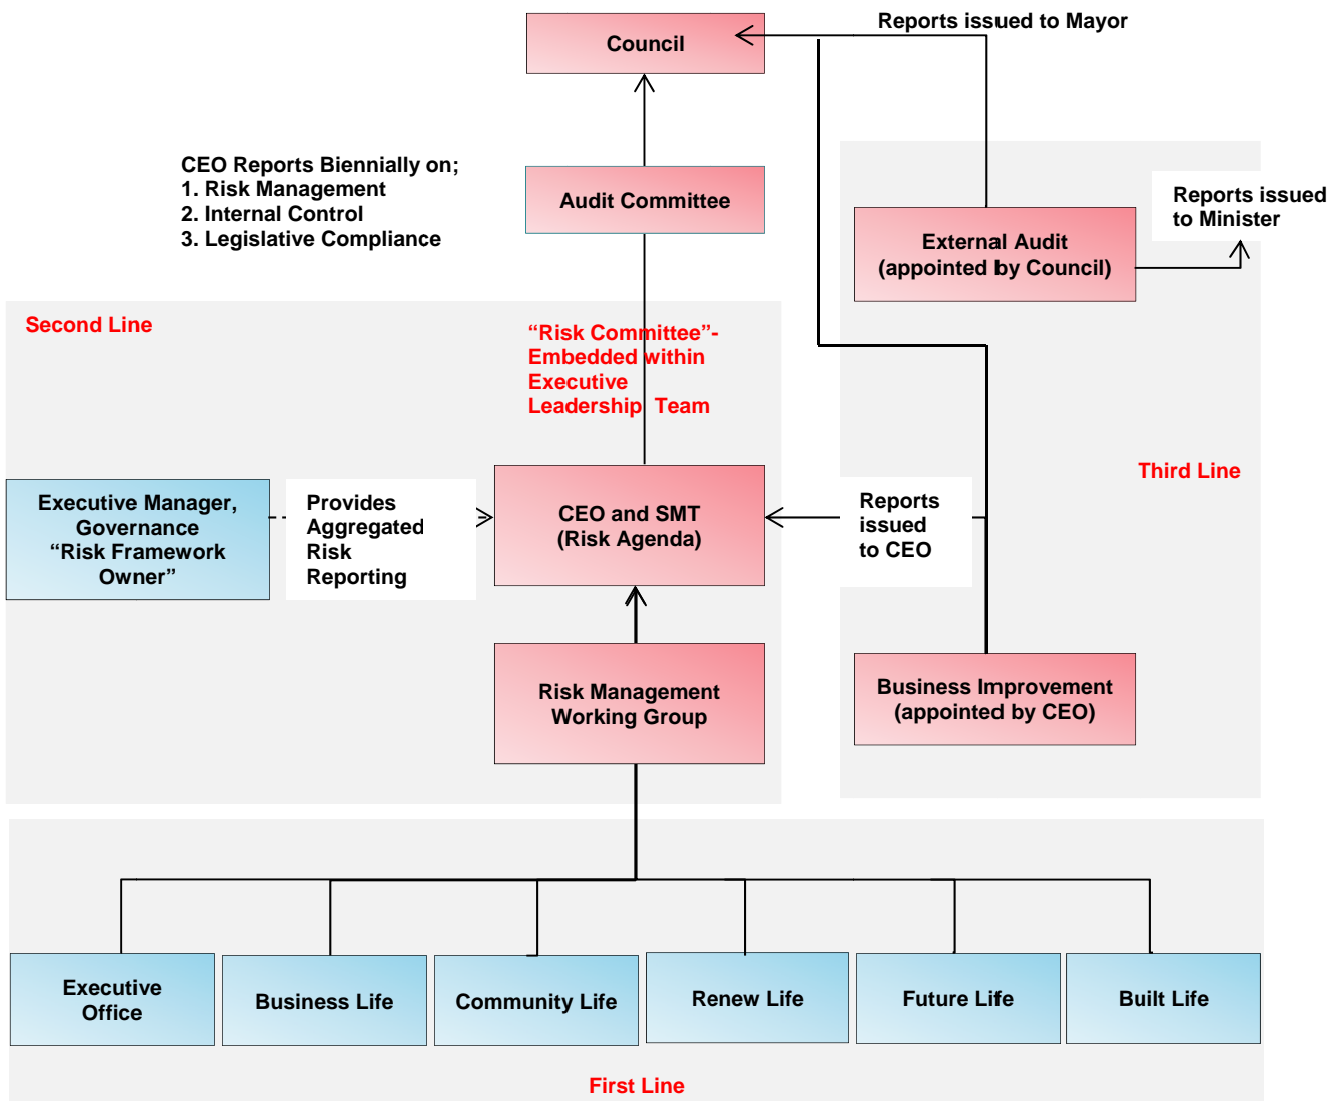 Reports issued to Mayor
Council
CEO Reports Biennially on;
1. Risk Management
2. Internal Control
3. Legislative Compliance
Audit Committee
Reports issued
to Minister
External Audit
(appointed by Council)
Second Line
“Risk Committee”-
Embedded within
Executive
Leadership Team
Third Line
Executive Manager,
Governance
“Risk Framework
Owner”
Provides
Aggregated
Risk
Reporting
CEO and SMT
(Risk Agenda)
Reports
issued
to CEO
Risk Management
Working Group
Business Improvement
(appointed by CEO)
Executive
Office
Business Life
Community Life
Renew Life
Future Life
Built Life
First Line